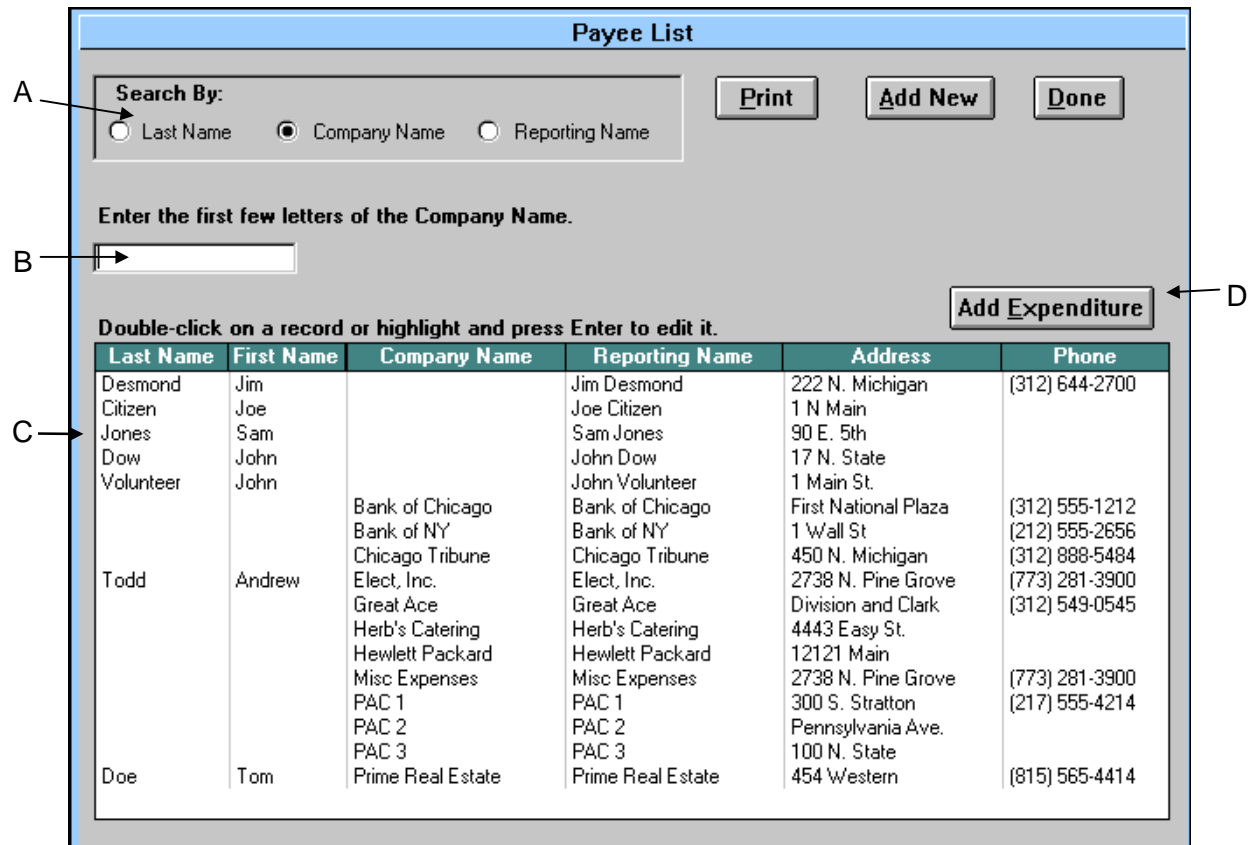 Payee List
A
Search By:
Last Name Company Name Reporting Name
Print Add New Done
Enter the first few letters of the Company Name.
B
D
Add Expenditure
Double-click on a record or highlight and press Enter to edit it.
Last Name First Name Company Name Reporting Name Address Phone
Desmond Jim Jim Desmond 222 N. Michigan (312) 644-2700
Citizen Joe Joe Citizen 1 N Main
C
Jones Sam Sam Jones 90 E. 5th
Dow John John Dow 17 N. State
Volunteer John John Volunteer 1 Main St.
Bank of Chicago Bank of Chicago First National Plaza (312) 555-1212
Bank of NY Bank of NY 1 Wall St (212) 555-2656
Chicago Tribune Chicago Tribune 450 N. Michigan (312) 888-5484
Todd Andrew Elect, Inc. Elect, Inc. 2738 N. Pine Grove (773) 281-3900
Great Ace Great Ace Division and Clark (312) 549-0545
Herb's Catering Herb's Catering 4443 Easy St.
Hewlett Packard Hewlett Packard 12121 Main
Misc Expenses Misc Expenses 2738 N. Pine Grove (773) 281-3900
PAC 1 PAC 1 300 S. Stratton (217) 555-4214
PAC 2 PAC 2 Pennsylvania Ave.
PAC 3 PAC 3 100 N. State
Doe Tom Prime Real Estate Prime Real Estate 454 Western (815) 565-4414